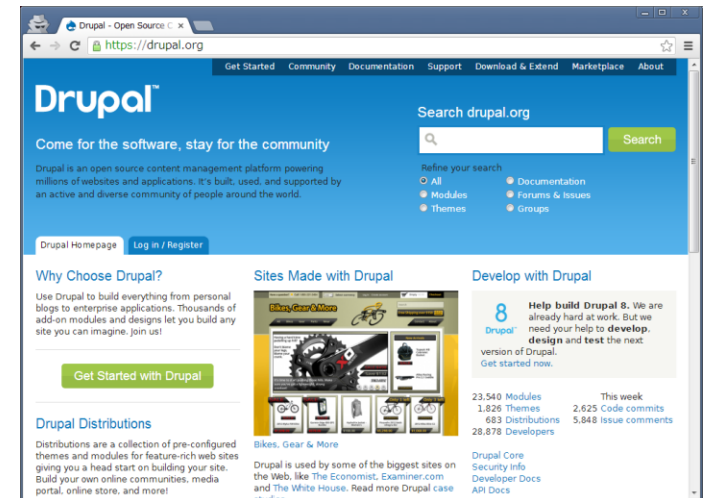 Drupal - Open Source C
https://drupal.org
Get Started Community Documentation Support Download & Extend Marketplace About
Drupal™
Come for the software, stay for the community
Drupal is an open source content management platform powering
millions of websites and applications. It's built, used, and supported by
an active and diverse community of people around the world.
Search drupal.org
Search
Refine your search
All
Modules
Themes
Documentation
Forums & Issues
Groups
Drupal Homepage Log in / Register
Why Choose Drupal?
Use Drupal to build everything from personal
blogs to enterprise applications. Thousands of
add-on modules and designs let you build any
site you can imagine. Join us!
Get Started with Drupal
Drupal Distributions
Distributions are a collection of pre-configured
themes and modules for feature-rich web sites
giving you a head start on building your site.
Build your own online communities, media
portal, online store, and more!
Sites Made with Drupal
Bikes, Gear & More
Bikes, Gear & More
Drupal is used by some of the biggest sites on
the Web, like The Economist, Examiner.com
and The White House. Read more Drupal case
studies
Develop with Drupal
8
Drupal™
Help build Drupal 8. We are
already hard at work. But we
need your help to develop,
design and test the next
version of Drupal.
Get started now.
23,540 Modules
1,826 Themes
683 Distributions
28,878 Developers
This week
2,625 Code commits
5,848 Issue comments
Drupal Core
Security Info
Developer Docs
API Docs